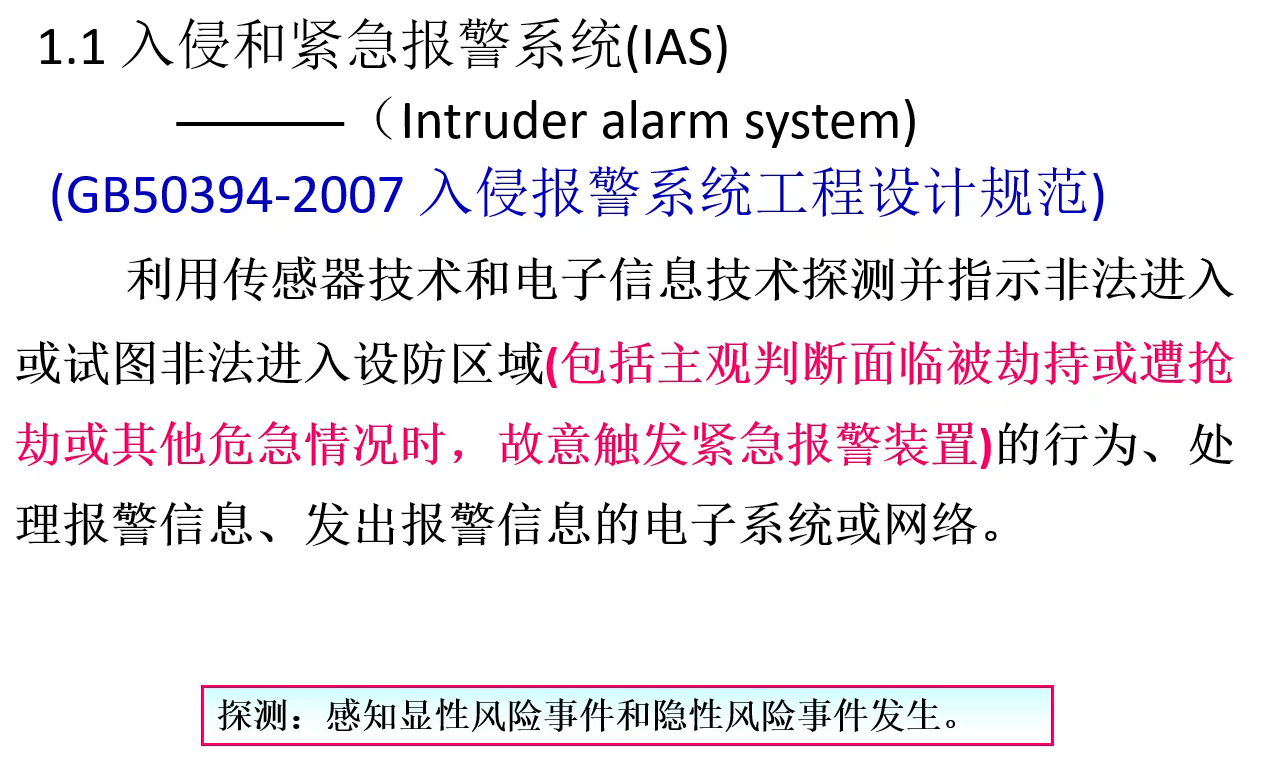 1.1 入侵和紧急报警系统(IAS)
———（Intruder alarm system)
(GB50394-2007 入侵报警系统工程设计规范)
利用传感器技术和电子信息技术探测并指示非法进入
或试图非法进入设防区域(包括主观判断面临被劫持或遭抢
劫或其他危急情况时，故意触发紧急报警装置)的行为、处
理报警信息、发出报警信息的电子系统或网络。
探测：感知显性风险事件和隐性风险事件发生。